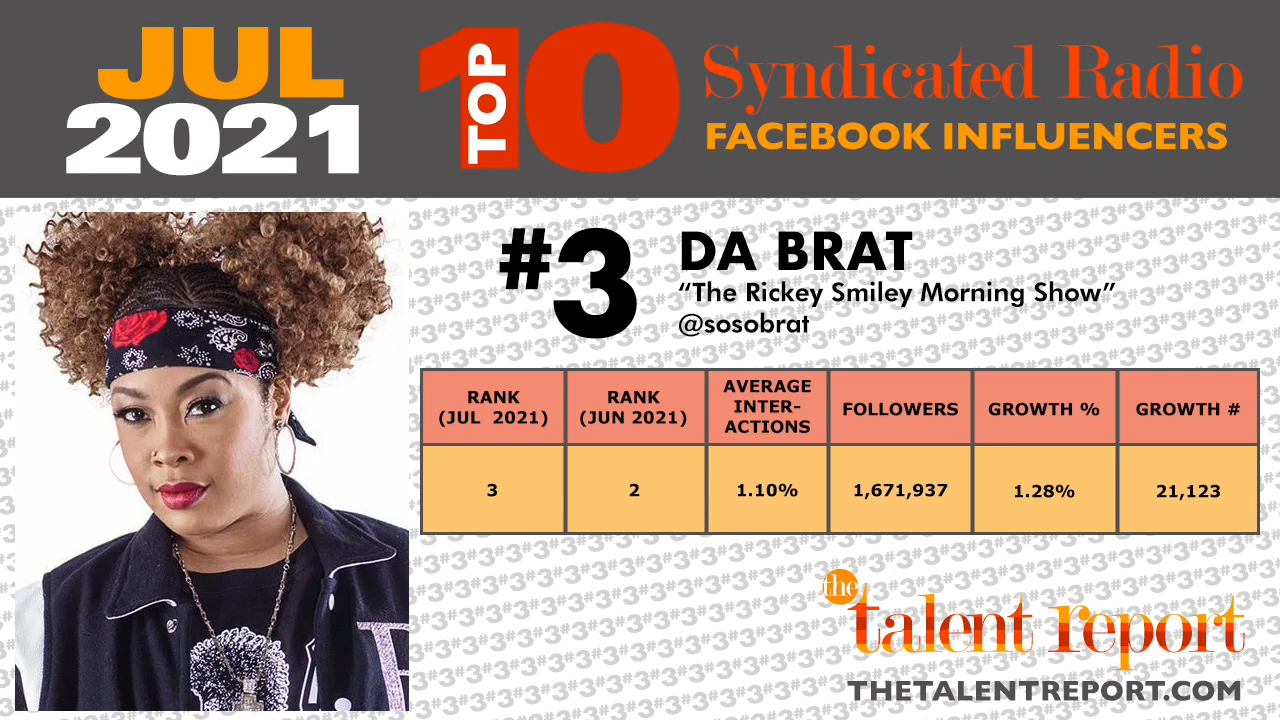 JUL
2021
TOP
10
Syndicated Radio
FACEBOOK INFLUENCERS
#3
DA BRAT
“The Rickey Smiley Morning Show”
@sosobrat
RANK
(JUL 2021)
RANK
(JUN 2021)
AVERAGE
INTER-
ACTIONS
FOLLOWERS
GROWTH %
GROWTH #
3
2
1.10%
1,671,937
1.28%
21,123
the
talent report
THETALENTREPORT.COM